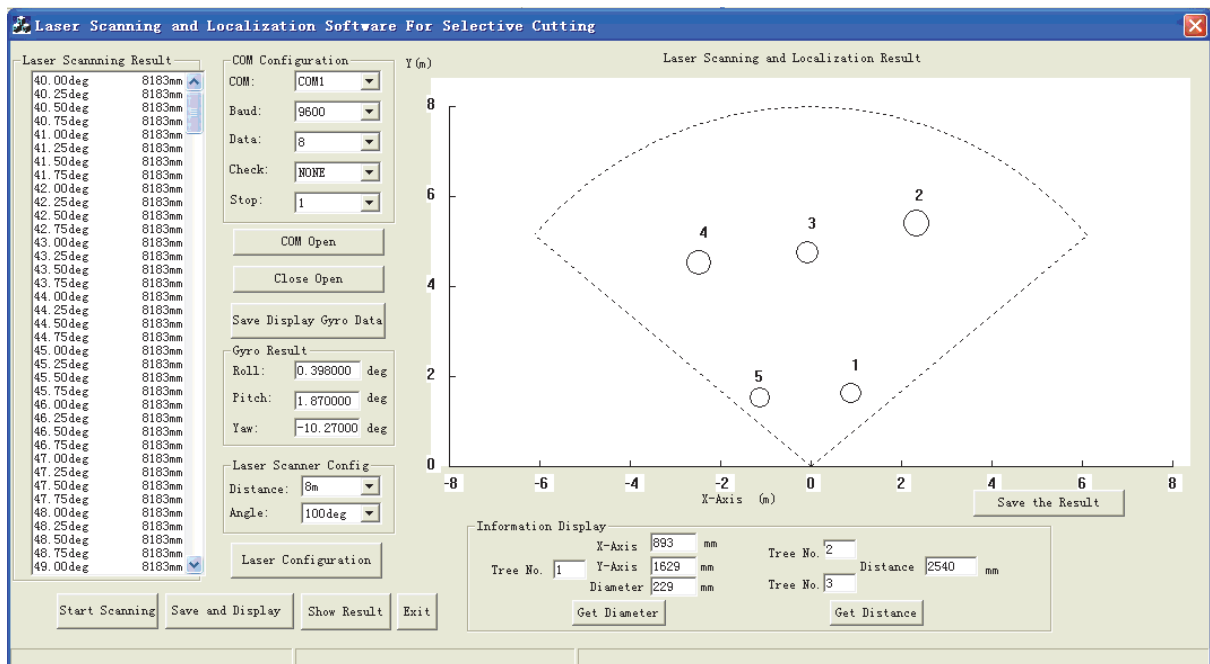 Laser Scanning and Localization Software For Selective Cutting
Laser Scannning Result
40.00deg 8183mm
40.25deg 8183mm
40.50deg 8183mm
40.75deg 8183mm
41.00deg 8183mm
41.25deg 8183mm
41.50deg 8183mm
41.75deg 8183mm
42.00deg 8183mm
42.25deg 8183mm
42.50deg 8183mm
42.75deg 8183mm
43.00deg 8183mm
43.25deg 8183mm
43.50deg 8183mm
43.75deg 8183mm
44.00deg 8183mm
44.25deg 8183mm
44.50deg 8183mm
44.75deg 8183mm
45.00deg 8183mm
45.25deg 8183mm
45.50deg 8183mm
45.75deg 8183mm
46.00deg 8183mm
46.25deg 8183mm
46.50deg 8183mm
46.75deg 8183mm
47.00deg 8183mm
47.25deg 8183mm
47.50deg 8183mm
47.75deg 8183mm
48.00deg 8183mm
48.25deg 8183mm
48.50deg 8183mm
48.75deg 8183mm
49.00deg 8183mm
COM Configuration
COM: COM1
Baud: 9600
Data: 8
Check: NONE
Stop: 1
COM Open
Close Open
Save Display Gyro Data
Gyro Result
Roll: 0.398000 deg
Pitch: 1.870000 deg
Yaw: -10.27000 deg
Laser Scanner Config
Distance: 8m
Angle: 100deg
Laser Configuration
Start Scanning Save and Display Show Result Exit
Laser Scanning and Localization Result
Y(m)
8
6
4
2
0
2
3
4
1
5
-8 -6 -4 -2 0 2 4 6 8
X-Axis (m)
Save the Result
Information Display
X-Axis 893 mm
Tree No. 1 Y-Axis 1629 mm
Diameter 229 mm
Get Diameter
Tree No. 2
Distance 2540 mm
Tree No. 3
Get Distance